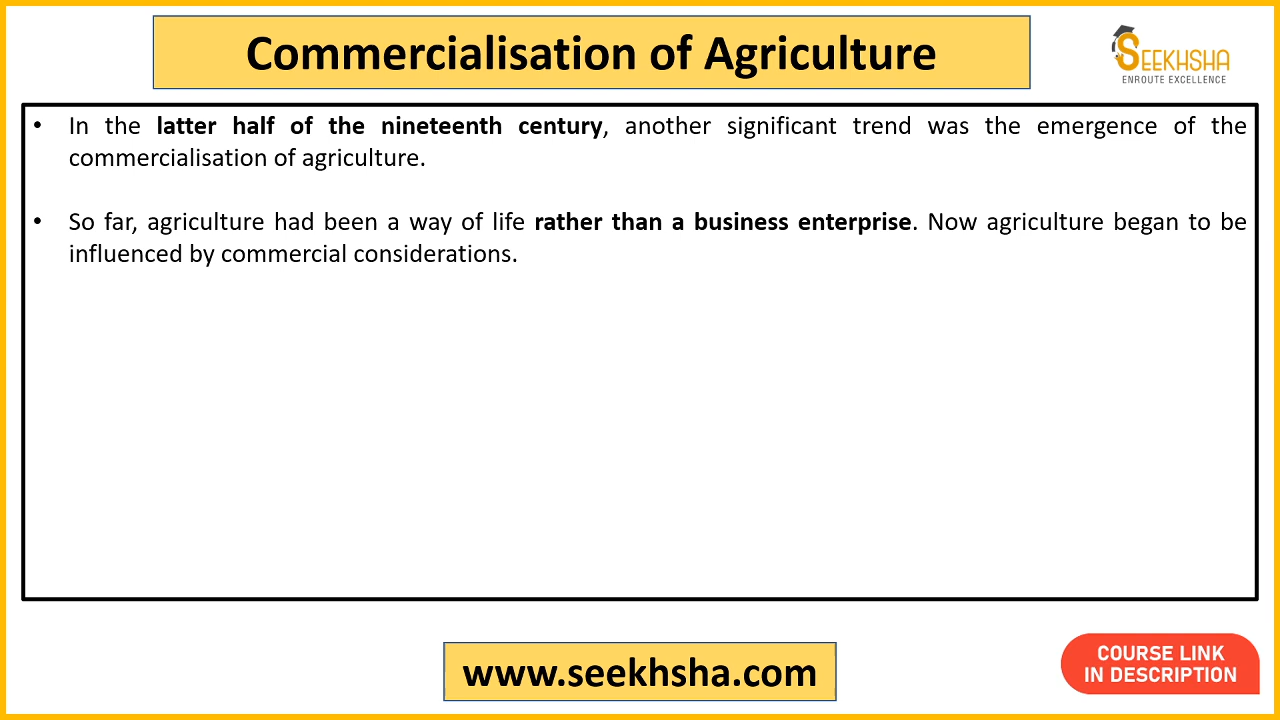 Commercialisation of Agriculture
SEEKHSHA
ENROUTE EXCELLENCE
• In the latter half of the nineteenth century, another significant trend was the emergence of the
commercialisation of agriculture.
• So far, agriculture had been a way of life rather than a business enterprise. Now agriculture began to be
influenced by commercial considerations.
www.seekhsha.com
COURSE LINK
IN DESCRIPTION